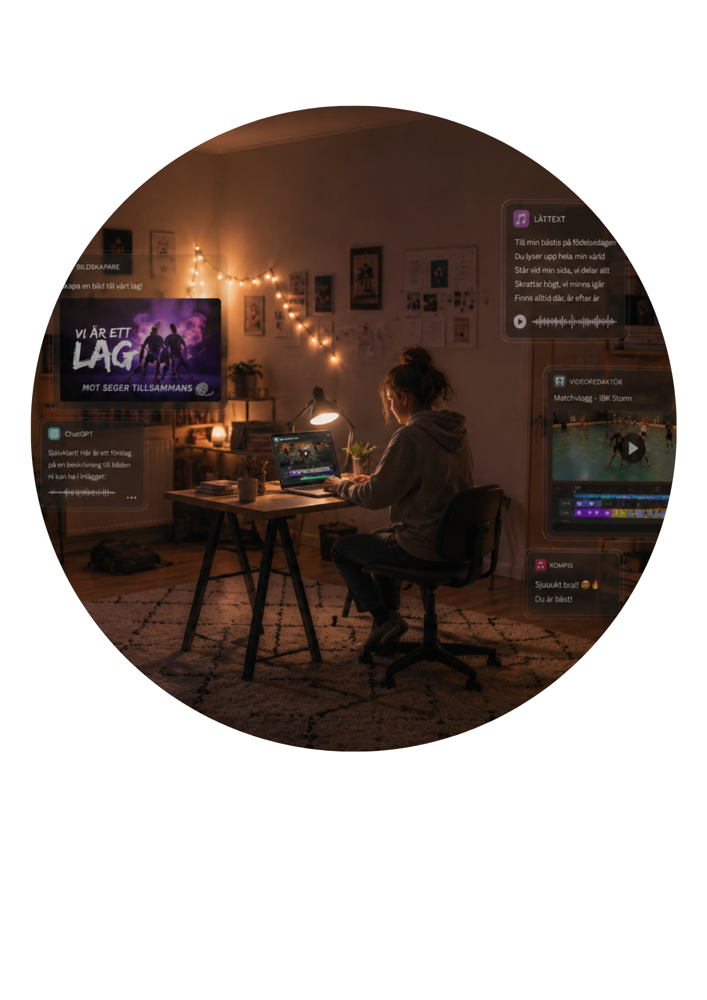 BILDSKAPARE
kapa en bild till vårt lag!
VI ÄR ETT
LAG
MOT SEGER TILLSAMMANS
ChatGPT
Självklart! Här är ett förslag
på en beskrivning till bilden
ni kan ha i inlägget:
LÅTTEXT
Till min bästis på födelsedagen
Du lyser upp hela min värld
Står vid min sida, vi delar allt
Skrattar högt, vi minns igår
Finns alltid där, år efter år
VIDEOREDAKTÖR
Matchvlogg – IBK Storm
KOMPIS
Sjuuukt bra!! 🤩🔥
Du är bäst!